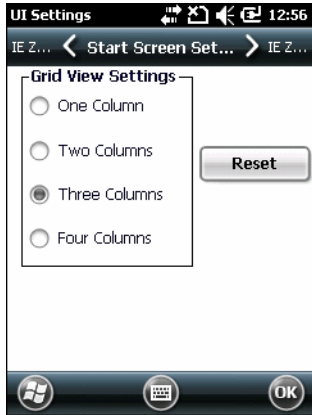 UI Settings 12:56
IE Z... Start Screen Set... IE Z...
Grid View Settings
One Column
Two Columns
Reset
Three Columns
Four Columns
OK